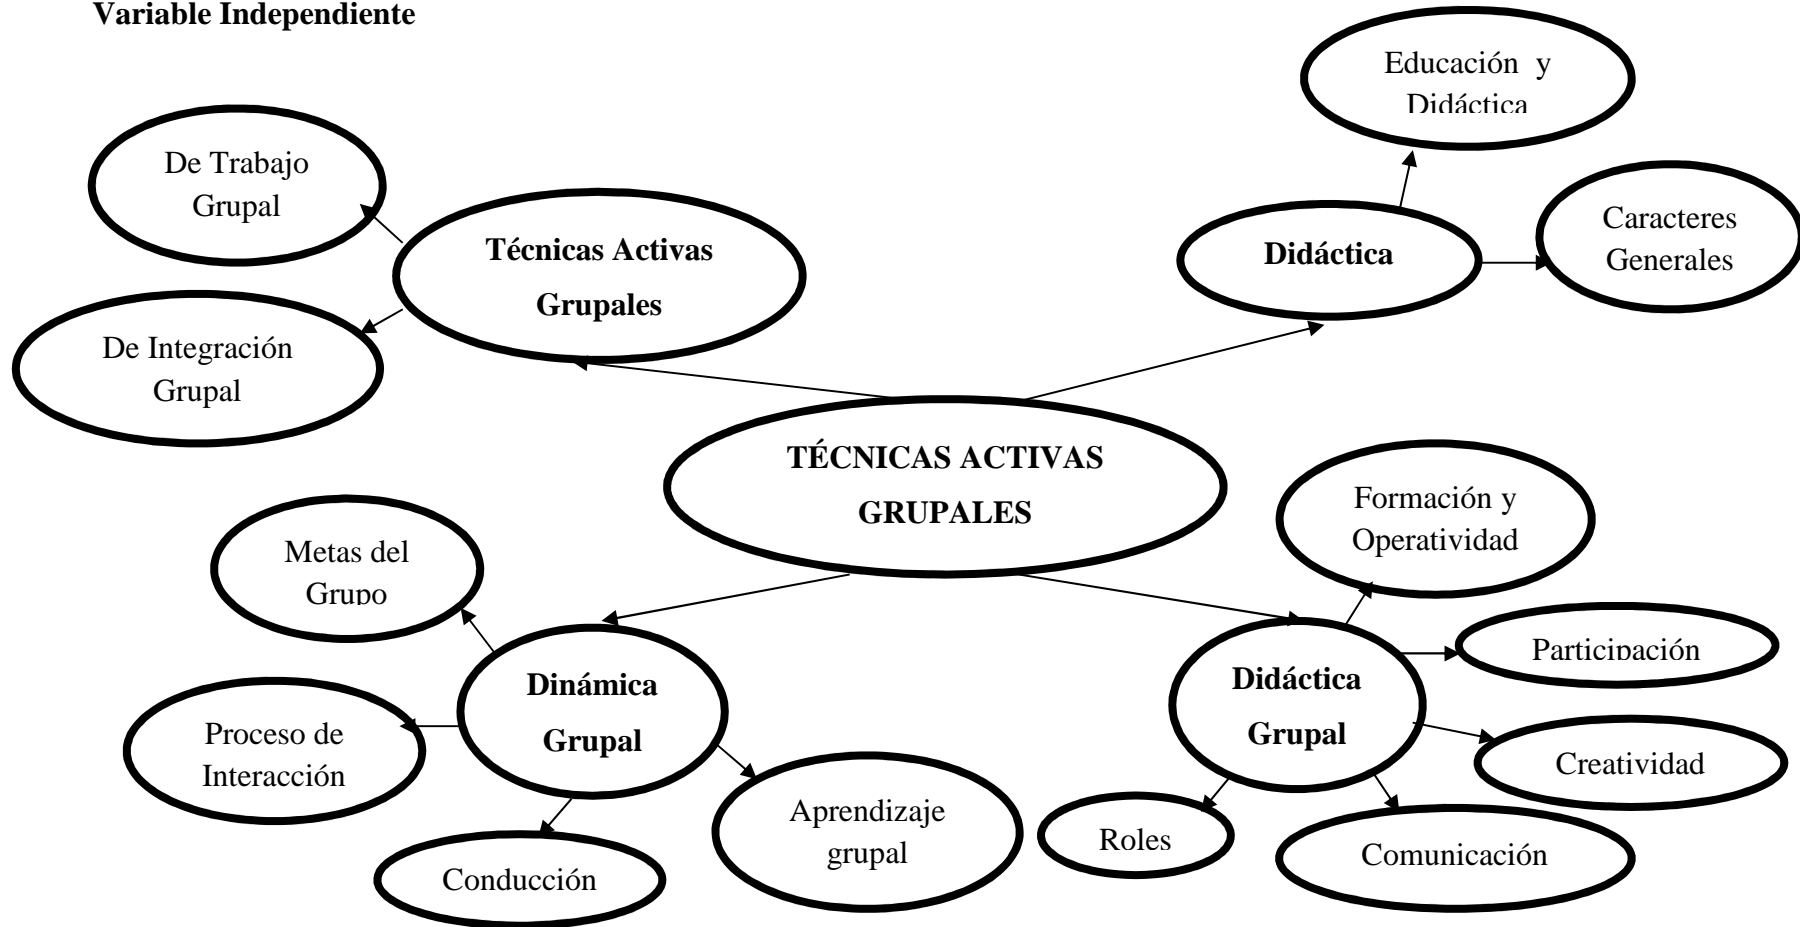 Variable Independiente
Educación y
Didáctica
De Trabajo
Grupal
Técnicas Activas
Grupales
Didáctica
Caracteres
Generales
De Integración
Grupal
TÉCNICAS ACTIVAS
GRUPALES
Formación y
Operatividad
Metas del
Grupo
Participación
Dinámica
Grupal
Didáctica
Grupal
Proceso de
Interacción
Creatividad
Aprendizaje
grupal
Roles
Comunicación
Conducción